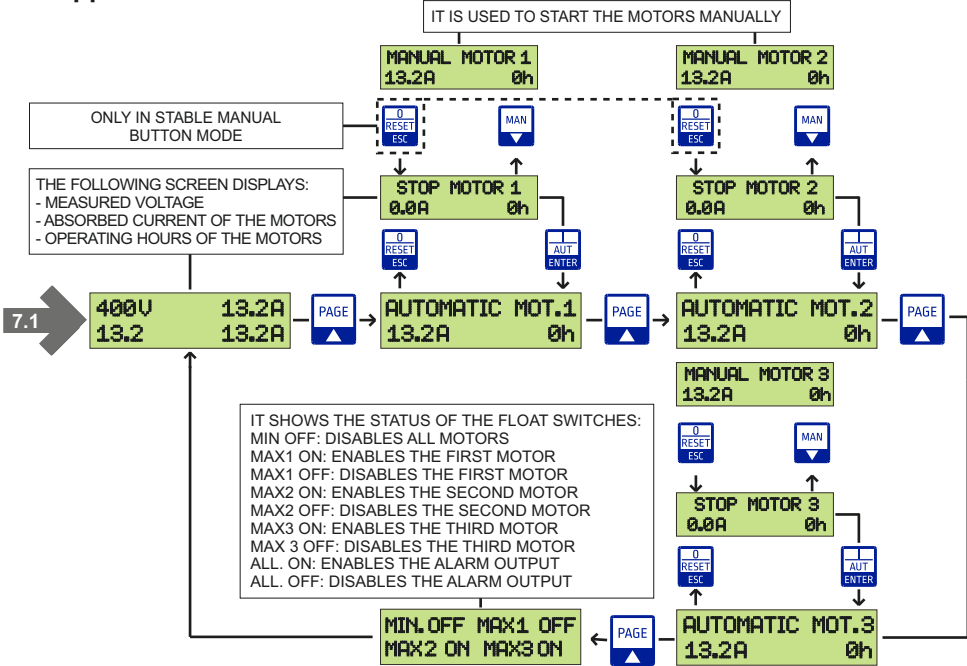 IT IS USED TO START THE MOTORS MANUALLY
MANUAL MOTOR 1
13.2A 0h
MANUAL MOTOR 2
13.2A 0h
ONLY IN STABLE MANUAL
BUTTON MODE
0
RESET
ESC
MAN
0
RESET
ESC
MAN
THE FOLLOWING SCREEN DISPLAYS:
- MEASURED VOLTAGE
- ABSORBED CURRENT OF THE MOTORS
- OPERATING HOURS OF THE MOTORS
STOP MOTOR 1
0.0A 0h
STOP MOTOR 2
0.0A 0h
0
RESET
ESC
I
AUT
ENTER
0
RESET
ESC
I
AUT
ENTER
7.1
400V 13.2A
13.2 13.2A
PAGE
AUTOMATIC MOT.1
13.2A 0h
PAGE
AUTOMATIC MOT.2
13.2A 0h
PAGE
MANUAL MOTOR 3
13.2A 0h
IT SHOWS THE STATUS OF THE FLOAT SWITCHES:
MIN OFF: DISABLES ALL MOTORS
MAX1 ON: ENABLES THE FIRST MOTOR
MAX1 OFF: DISABLES THE FIRST MOTOR
MAX2 ON: ENABLES THE SECOND MOTOR
MAX2 OFF: DISABLES THE SECOND MOTOR
MAX3 ON: ENABLES THE THIRD MOTOR
MAX 3 OFF: DISABLES THE THIRD MOTOR
ALL. ON: ENABLES THE ALARM OUTPUT
ALL. OFF: DISABLES THE ALARM OUTPUT
0
RESET
ESC
MAN
STOP MOTOR 3
0.0A 0h
0
RESET
ESC
I
AUT
ENTER
MIN.OFF MAX1 OFF
MAX2 ON MAX3 ON
PAGE
AUTOMATIC MOT.3
13.2A 0h